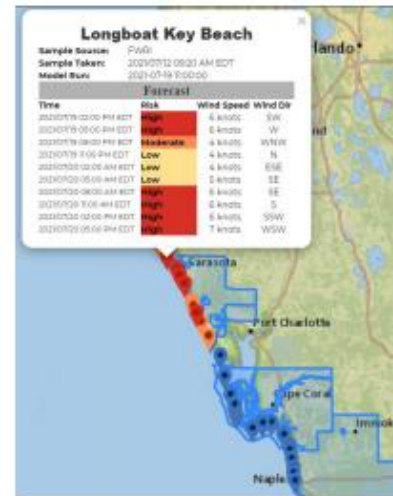 Longboat Key Beach
Sample Source: FWRI
Sample Taken: 2021/07/12 09:20 AM EDT
Model Run: 2021-07-19 11:00:00
Forecast
Time Risk Wind Speed Wind Dir
2021/07/19 02:00 PM EDT High 6 knots SW
2021/07/19 05:00 PM EDT High 6 knots W
2021/07/19 08:00 PM EDT Moderate 4 knots WNW
2021/07/19 11:00 PM EDT Low 4 knots N
2021/07/20 02:00 AM EDT Low 4 knots ESE
2021/07/20 05:00 AM EDT Low 5 knots SE
2021/07/20 08:00 AM EDT High 6 knots SE
2021/07/20 11:00 AM EDT High 6 knots S
2021/07/20 02:00 PM EDT High 6 knots SSW
2021/07/20 05:00 PM EDT High 7 knots WSW
lando
Sarasota
Port Charlotte
Cape Coral
Immok
Naple